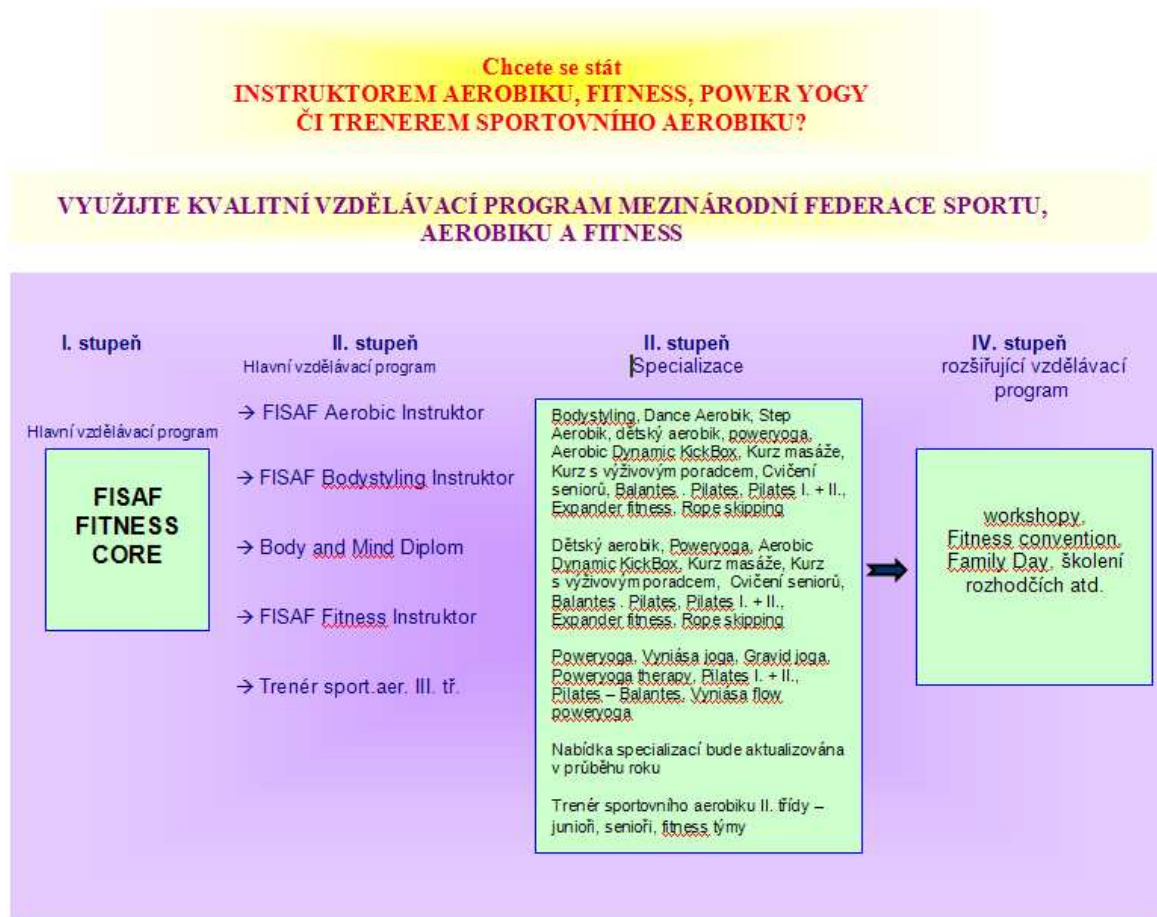 Chcete se stát
INSTRUKTOREM AEROBIKU, FITNESS, POWER YOGY
ČI TRENEREM SPORTOVNÍHO AEROBIKU?
VYUŽIJTE KVALITNÍ VZDĚLÁVACÍ PROGRAM MEZINÁRODNÍ FEDERACE SPORTU,
AEROBIKU A FITNESS
I. stupeň
Hlavní vzdělávací program
FISAF
FITNESS
CORE
II. stupeň
Hlavní vzdělávací program
→ FISAF Aerobic Instruktor
→ FISAF Bodystyling Instruktor
→ Body and Mind Diplom
→ FISAF Fitness Instruktor
→ Trenér sport.aer. III. tř.
II. stupeň
Specializace
Bodystyling, Dance Aerobik, Step
Aerobik, dětský aerobik, poweryoga,
Aerobic Dynamic KickBox, Kurz masáže,
Kurz s výživovým poradcem, Cvičení
seniorů, Balantes . Pilates, Pilates I. + II.,
Expander fitness, Rope skipping
Dětský aerobik, Poweryoga, Aerobic
Dynamic KickBox, Kurz masáže, Kurz
s výživovým poradcem, Cvičení seniorů,
Balantes . Pilates, Pilates I. + II.,
Expander fitness, Rope skipping
Poweryoga, Vyniása joga, Gravid joga,
Poweryoga therapy, Pilates I. + II.,
Pilates – Balantes, Vyniása flow
poweryoga
Nabídka specializací bude aktualizována
v průběhu roku
Trenér sportovního aerobiku II. třídy –
junioři, senioři, fitness týmy
IV. stupeň
rozšiřující vzdělávací
program
workshopy,
Fitness convention,
Family Day, školení
rozhodčích atd.